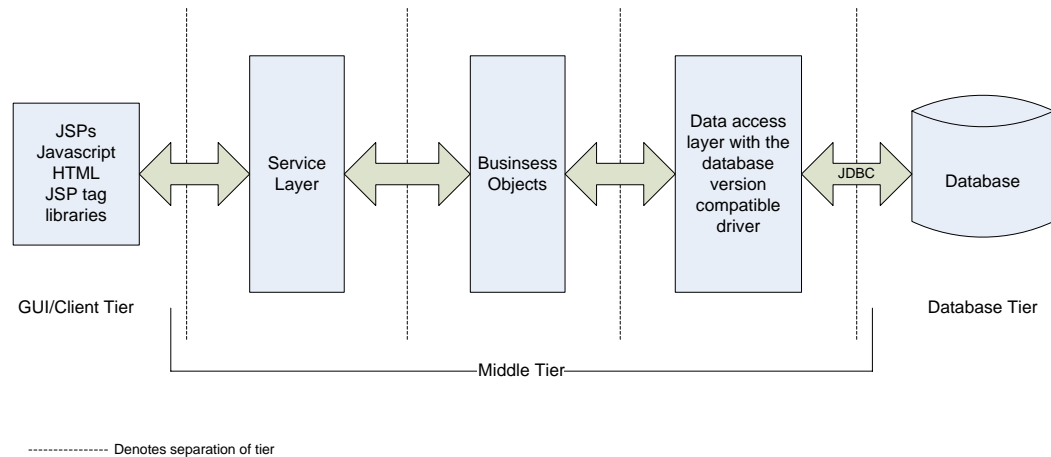 JSPs
Javascript
HTML
JSP tag
libraries
Service
Layer
Businsess
Objects
Data access
layer with the
database
version
compatible
driver
JDBC
Database
GUI/Client Tier
Database Tier
Middle Tier
Denotes separation of tier